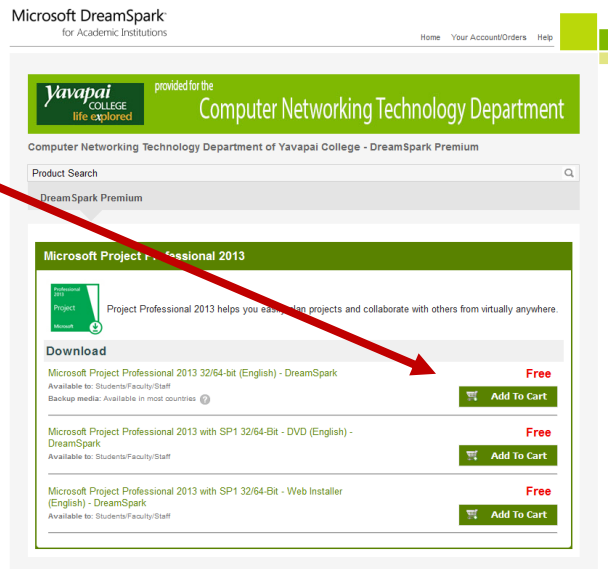 Microsoft DreamSpark
for Academic Institutions
Home Your Account/Orders Help
Yavapai
COLLEGE
life explored
provided for the
Computer Networking Technology Department
Computer Networking Technology Department of Yavapai College - DreamSpark Premium
Product Search
DreamSpark Premium
Microsoft Project Professional 2013
Professional
2013
Project
Microsoft
Project Professional 2013 helps you easily plan projects and collaborate with others from virtually anywhere.
Download
Microsoft Project Professional 2013 32/64-bit (English) - DreamSpark
Free
Available to: Students/Faculty/Staff
Backup media: Available in most countries ?
Add To Cart
Microsoft Project Professional 2013 with SP1 32/64-Bit - DVD (English) -
DreamSpark
Free
Available to: Students/Faculty/Staff
Add To Cart
Microsoft Project Professional 2013 with SP1 32/64-Bit - Web Installer
(English) - DreamSpark
Free
Available to: Students/Faculty/Staff
Add To Cart